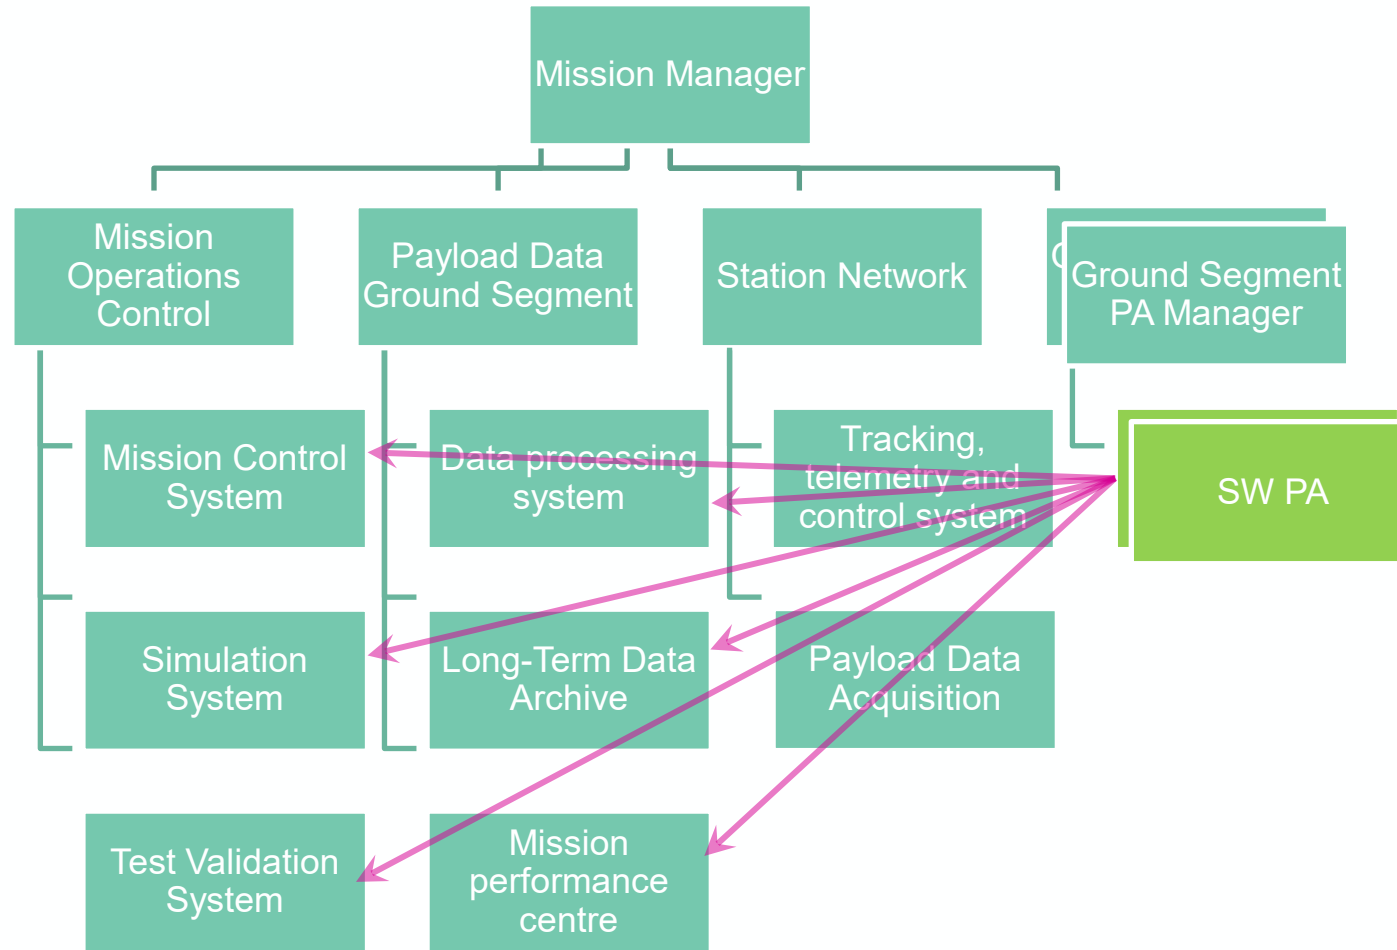 Mission Manager
Mission
Operations
Control
Payload Data
Ground Segment
Station Network
Ground Segment
PA Manager
Mission Control
System
Data processing
system
Tracking,
telemetry and
control system
SW PA
Simulation
System
Long-Term Data
Archive
Payload Data
Acquisition
Test Validation
System
Mission
performance
centre